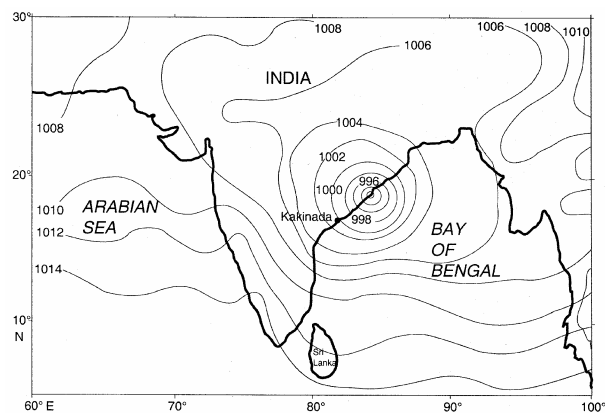 30°
1008
1006
1008
1010
1006
INDIA
1008
1004
1002
20°
996
1000
1010
ARABIAN
SEA
Kakinada
998
1012
BAY
OF
BENGAL
1014
10°
N
Sri
Lanka
60° E
70°
80°
90°
100°